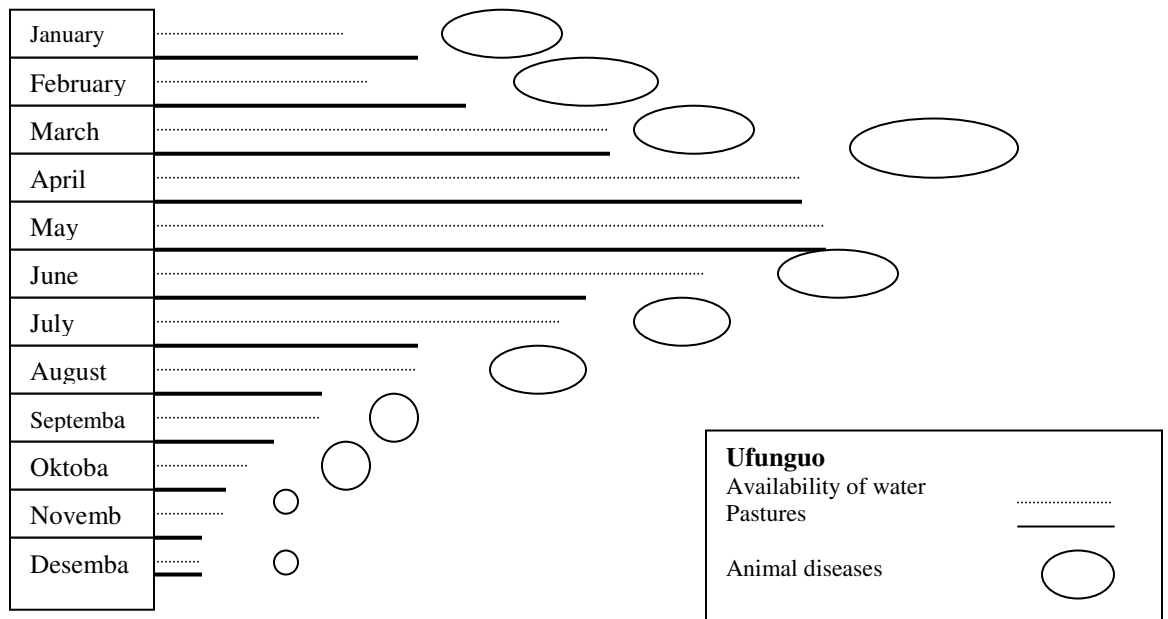 January
February
March
April
May
June
July
August
Septemba
Oktoba
Novemb
Desemba
Ufunguo
Availability of water
Pastures
Animal diseases